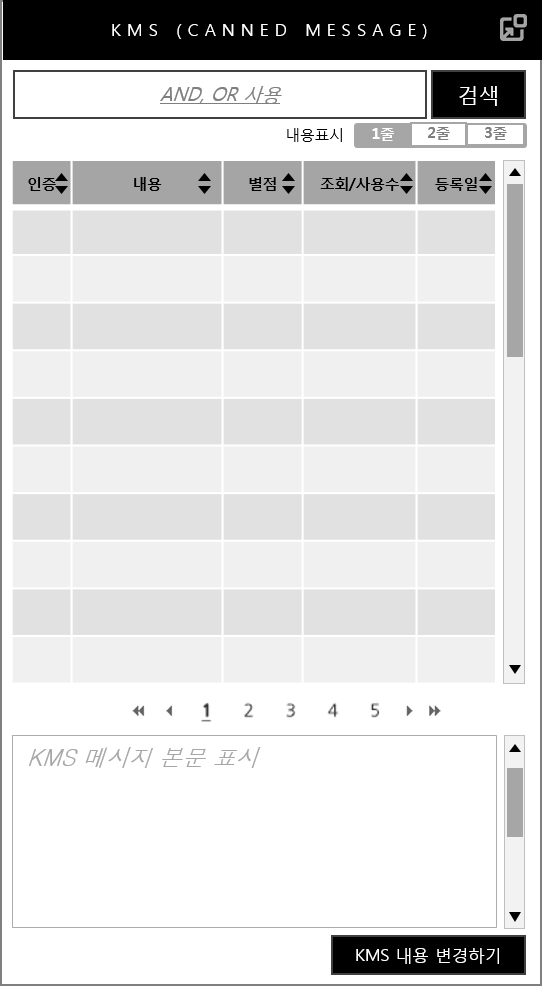 KMS (CANNED MESSAGE)
AND, OR 사용
검색
내용표시 1줄 2줄 3줄
인증 내용 별점 조회/사용수 등록일
1 2 3 4 5
KMS 메시지 본문 표시
KMS 내용 변경하기